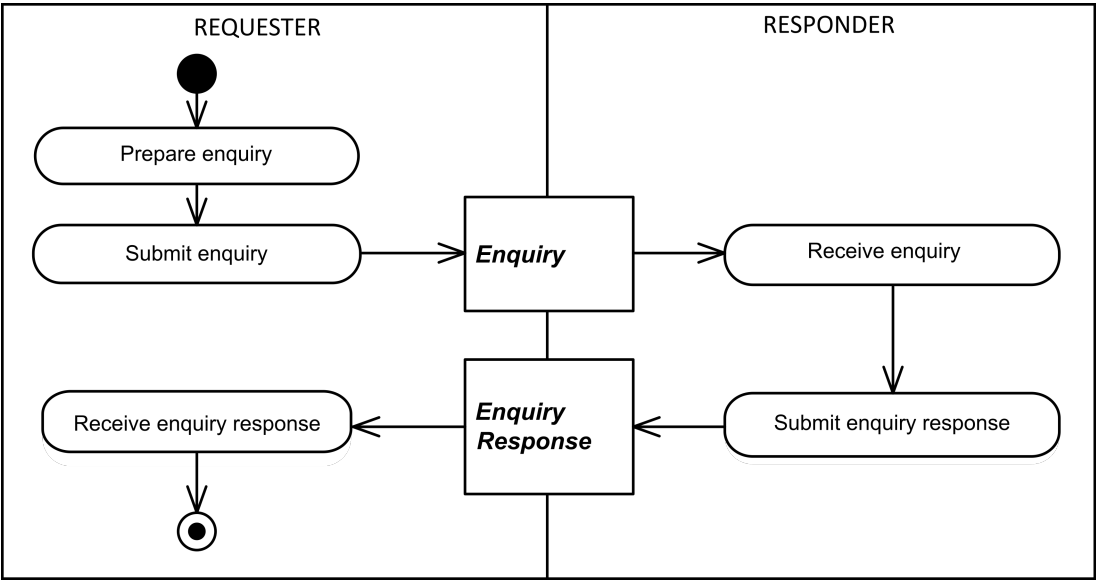 REQUESTER
RESPONDER
Prepare enquiry
Submit enquiry
Enquiry
Receive enquiry
Receive enquiry response
Enquiry
Response
Submit enquiry response